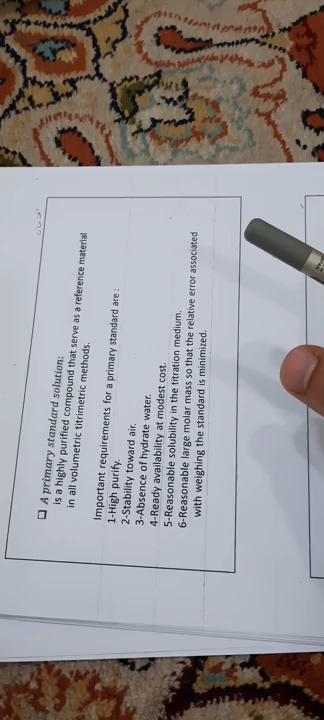 A primary standard solution:
is a highly purified compound that serve as a reference material
in all volumetric titrimetric methods.
Important requirements for a primary standard are :
1-High purify.
2-Stability toward air.
3-Absence of hydrate water.
4-Ready availability at modest cost.
5-Reasonable solubility in the titration medium.
6-Reasonable large molar mass so that the relative error associated
with weighing the standard is minimized.